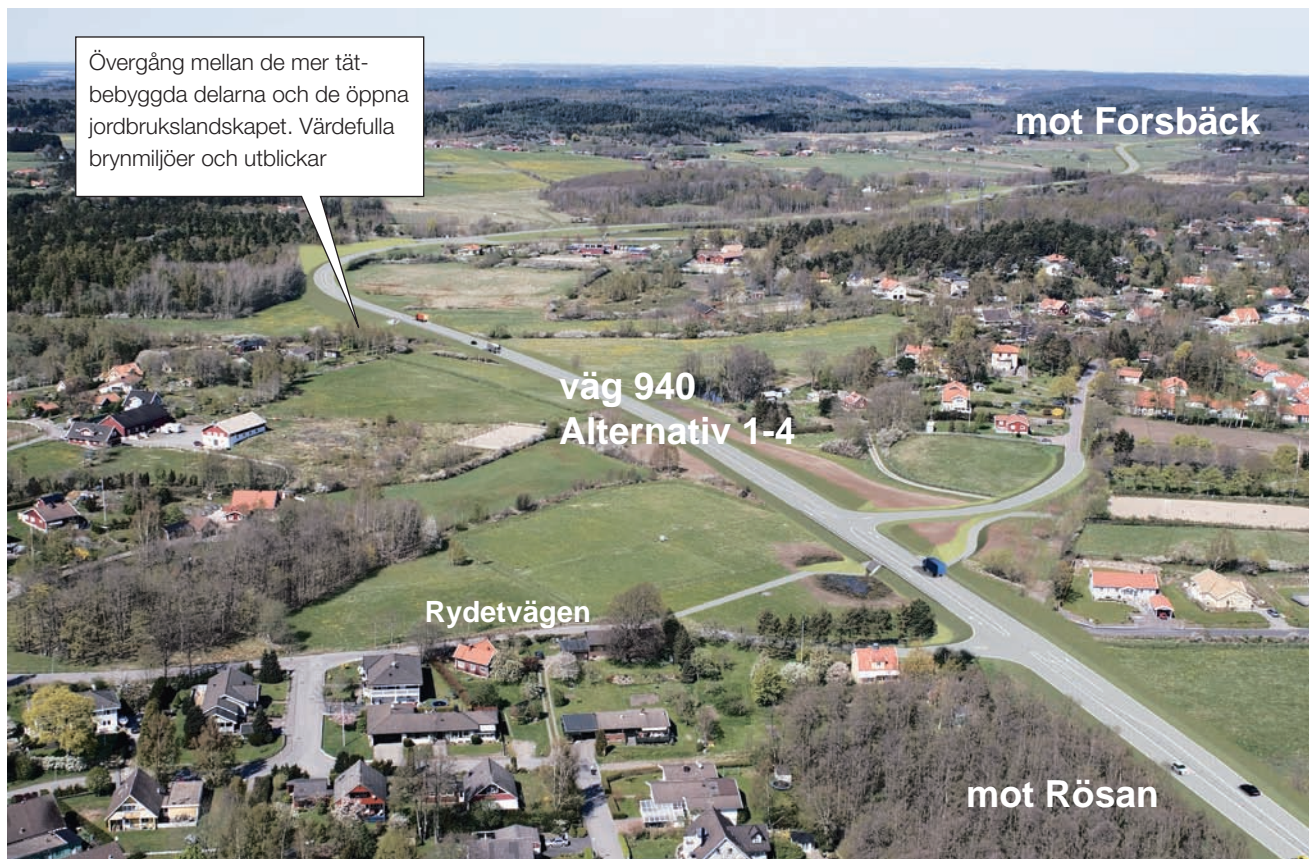 Övergång mellan de mer tät-
bebyggda delarna och de öppna
jordbrukslandskapet. Värdefulla
brynmiljöer och utblickar
mot Forsbäck
väg 940
Alternativ 1-4
Rydetvägen
mot Rösan